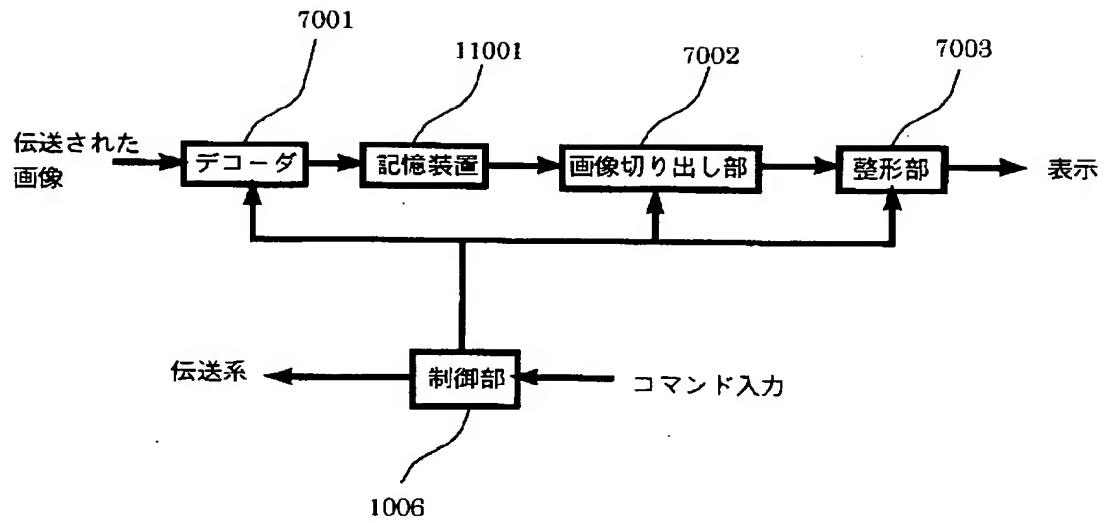 7001
11001
7002
7003
伝送された
画像
デコーダ
記憶装置
画像切り出し部
整形部
表示
伝送系
制御部
コマンド入力
1006